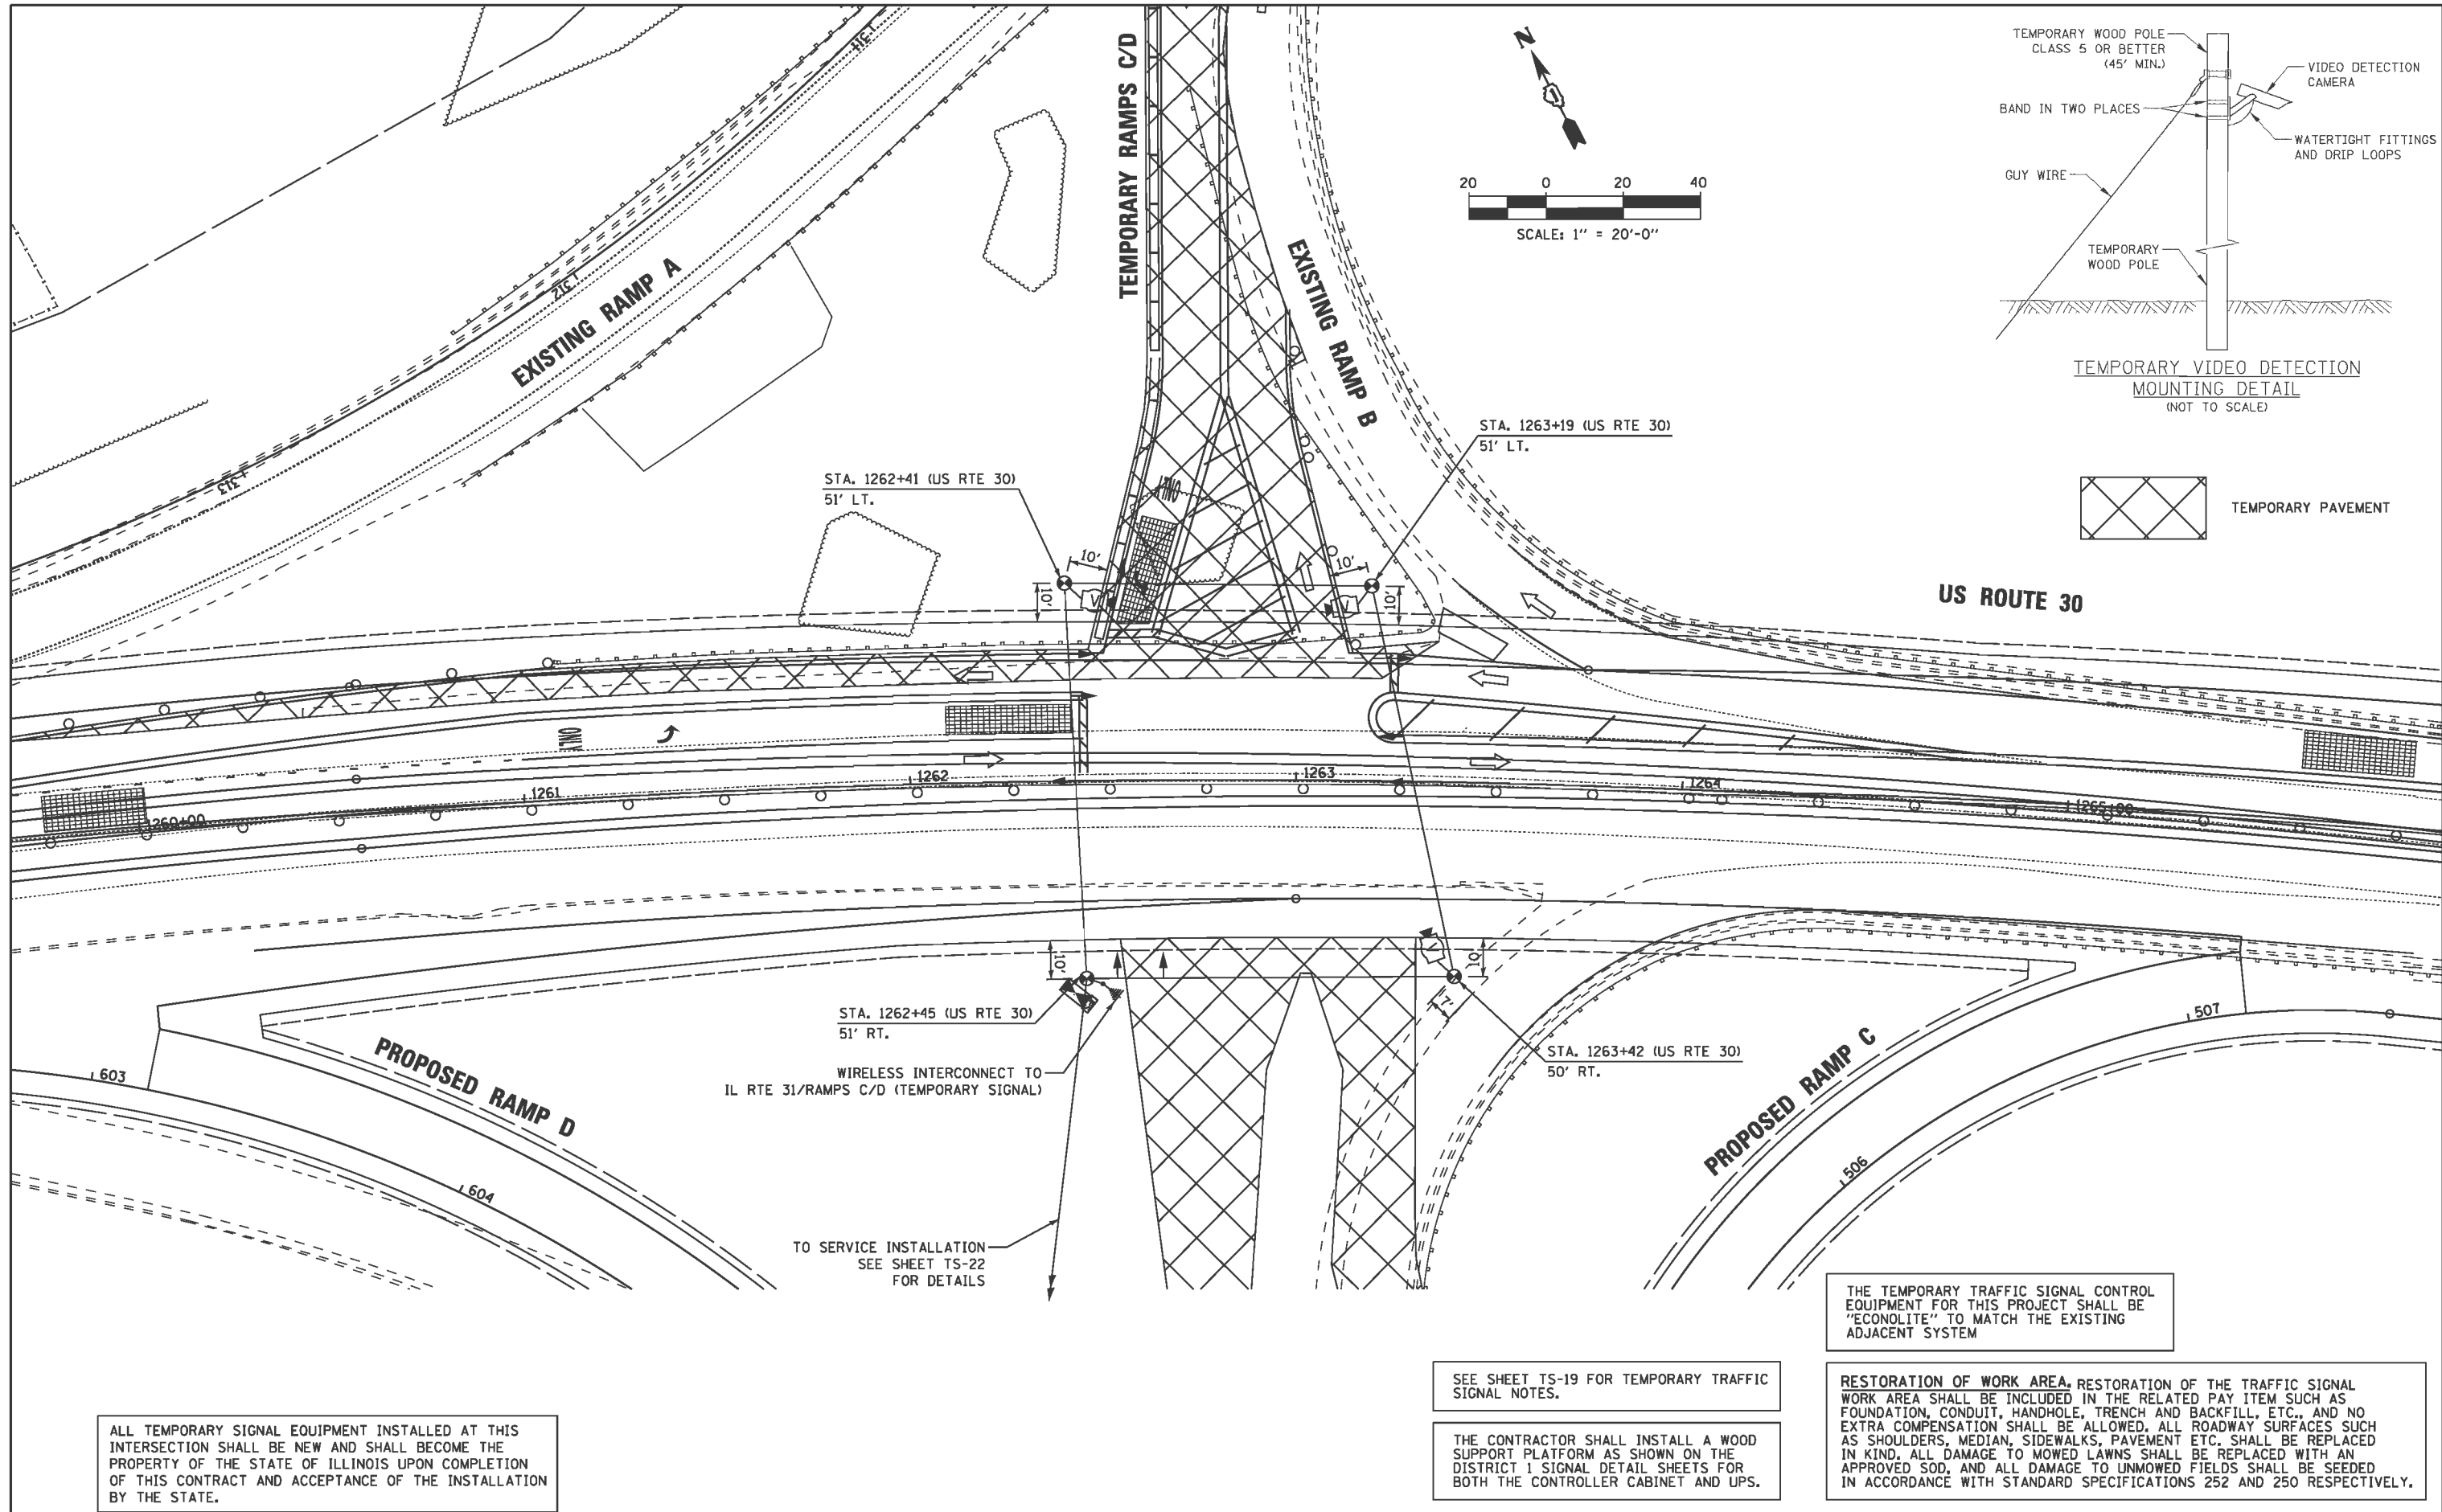 TEMPORARY RAMPS C/D
N
20 0 20 40
SCALE: 1" = 20'-0"
TEMPORARY WOOD POLE
CLASS 5 OR BETTER
(45' MIN.)
VIDEO DETECTION
CAMERA
BAND IN TWO PLACES
WATERTIGHT FITTINGS
AND DRIP LOOPS
GUY WIRE
TEMPORARY
WOOD POLE
TEMPORARY VIDEO DETECTION
MOUNTING DETAIL
(NOT TO SCALE)
TEMPORARY PAVEMENT
311
312
313
EXISTING RAMP A
EXISTING RAMP B
STA. 1262+41 (US RTE 30)
51' LT.
STA. 1263+19 (US RTE 30)
51' LT.
ONLY
10'
10'
10'
10'
V
V
US ROUTE 30
ONLY
1260+00
1261
1262
1263
1264
1265+00
10'
10'
V
7'
STA. 1262+45 (US RTE 30)
51' RT.
WIRELESS INTERCONNECT TO
IL RTE 31/RAMPS C/D (TEMPORARY SIGNAL)
STA. 1263+42 (US RTE 30)
50' RT.
603
604
PROPOSED RAMP D
PROPOSED RAMP C
506
507
TO SERVICE INSTALLATION
SEE SHEET TS-22
FOR DETAILS
THE TEMPORARY TRAFFIC SIGNAL CONTROL
EQUIPMENT FOR THIS PROJECT SHALL BE
"ECONOLITE" TO MATCH THE EXISTING
ADJACENT SYSTEM
SEE SHEET TS-19 FOR TEMPORARY TRAFFIC
SIGNAL NOTES.
THE CONTRACTOR SHALL INSTALL A WOOD
SUPPORT PLATFORM AS SHOWN ON THE
DISTRICT 1 SIGNAL DETAIL SHEETS FOR
BOTH THE CONTROLLER CABINET AND UPS.
RESTORATION OF WORK AREA. RESTORATION OF THE TRAFFIC SIGNAL
WORK AREA SHALL BE INCLUDED IN THE RELATED PAY ITEM SUCH AS
FOUNDATION, CONDUIT, HANDHOLE, TRENCH AND BACKFILL, ETC., AND NO
EXTRA COMPENSATION SHALL BE ALLOWED. ALL ROADWAY SURFACES SUCH
AS SHOULDERS, MEDIAN, SIDEWALKS, PAVEMENT ETC. SHALL BE REPLACED
IN KIND. ALL DAMAGE TO MOWED LAWNS SHALL BE REPLACED WITH AN
APPROVED SOD, AND ALL DAMAGE TO UNMOWED FIELDS SHALL BE SEEDED
IN ACCORDANCE WITH STANDARD SPECIFICATIONS 252 AND 250 RESPECTIVELY.
ALL TEMPORARY SIGNAL EQUIPMENT INSTALLED AT THIS
INTERSECTION SHALL BE NEW AND SHALL BECOME THE
PROPERTY OF THE STATE OF ILLINOIS UPON COMPLETION
OF THIS CONTRACT AND ACCEPTANCE OF THE INSTALLATION
BY THE STATE.